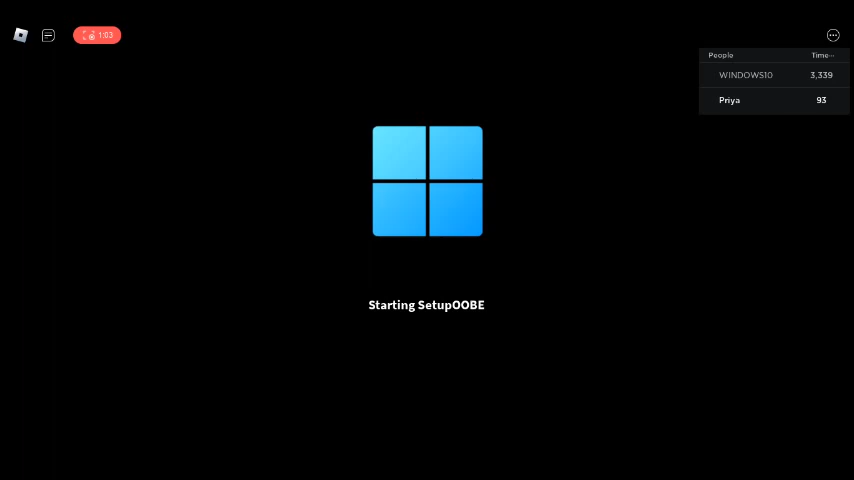 1:03
People Time...
WINDOWS10 3,339
Priya 93
Starting SetupOOBE